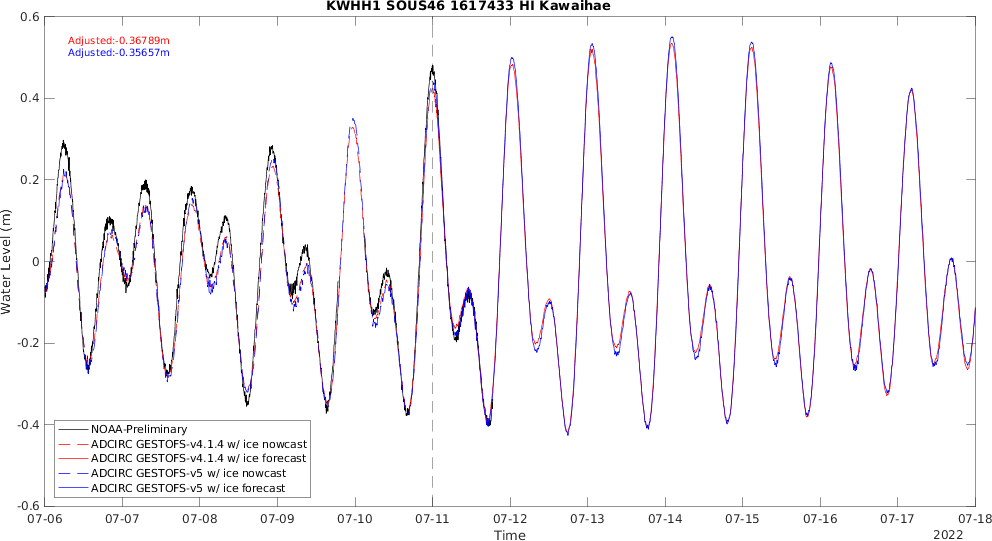 KWHH1 SOUS46 1617433 HI Kawaihae
Adjusted:-0.36789m
Adjusted:-0.35657m
0.6
0.4
0.2
0
-0.2
-0.4
-0.6
Water Level (m)
NOAA-Preliminary
ADCIRC GESTOFS-v4.1.4 w/ ice nowcast
ADCIRC GESTOFS-v4.1.4 w/ ice forecast
ADCIRC GESTOFS-v5 w/ ice nowcast
ADCIRC GESTOFS-v5 w/ ice forecast
07-06 07-07 07-08 07-09 07-10 07-11 07-12 07-13 07-14 07-15 07-16 07-17 07-18
Time
2022